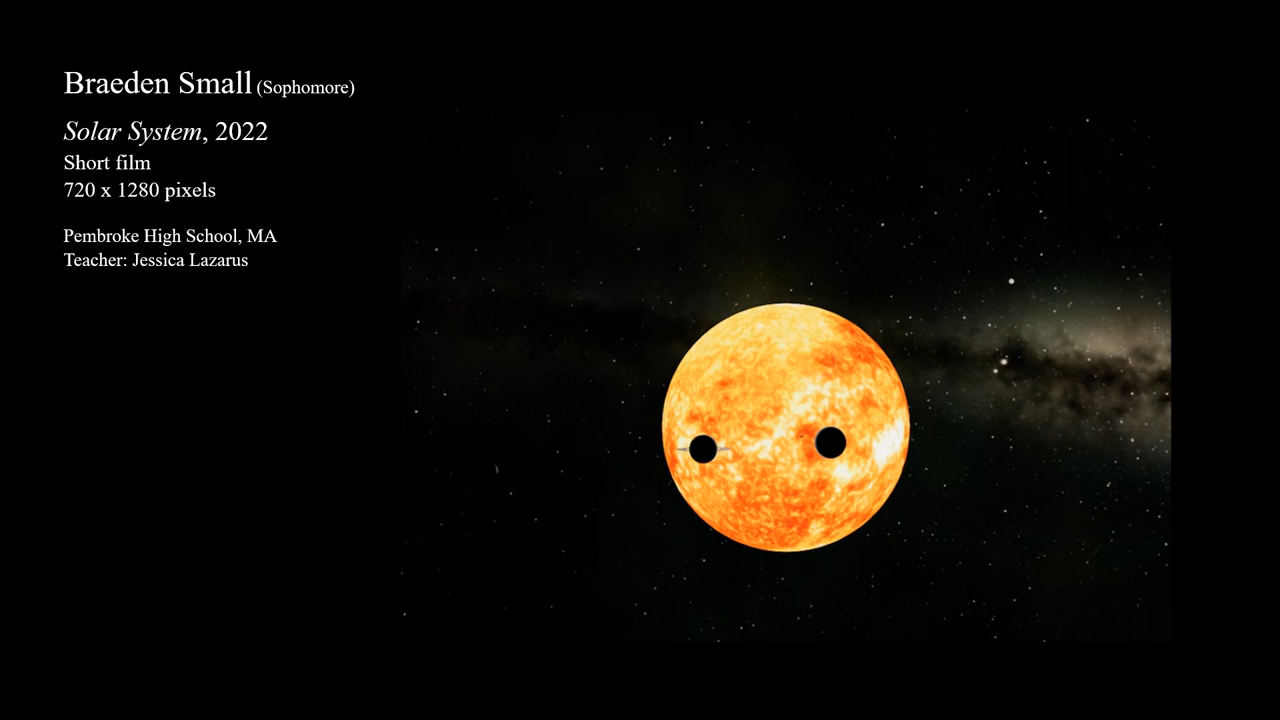 Braeden Small (Sophomore)
Solar System, 2022
Short film
720 x 1280 pixels
Pembroke High School, MA
Teacher: Jessica Lazarus